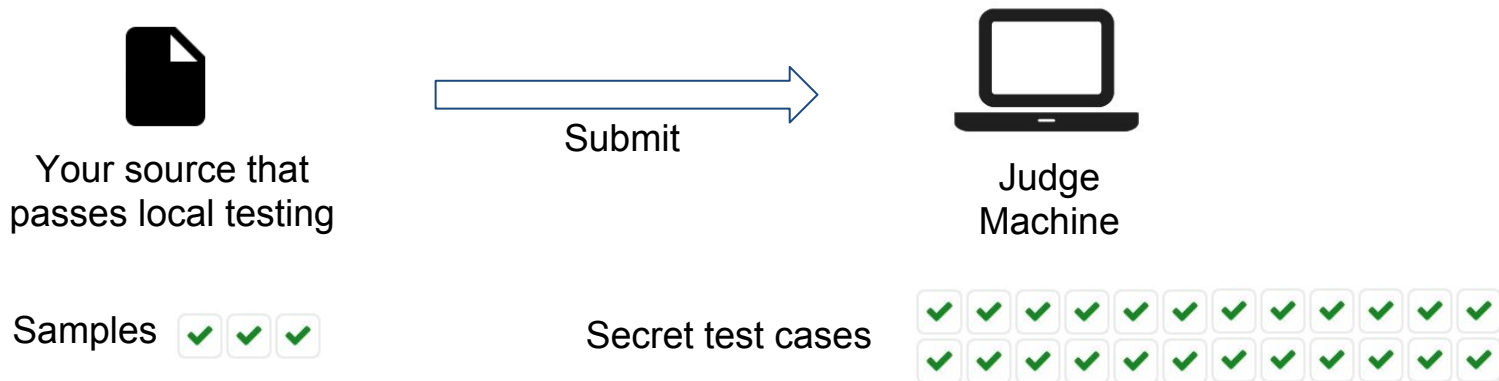 Submit
Your source that
passes local testing
Judge
Machine
Samples
Secret test cases